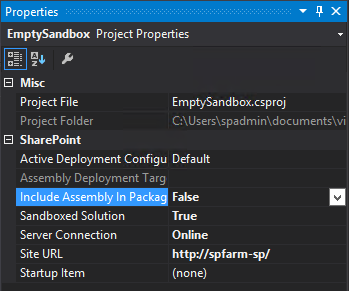 Properties
EmptySandbox Project Properties
Misc
Project File EmptySandbox.csproj
Project Folder C:\Users\spadmin\documents\vi
SharePoint
Active Deployment Configu Default
Assembly Deployment Targ
Include Assembly In Packag False
Sandboxed Solution True
Server Connection Online
Site URL http://spfarm-sp/
Startup Item (none)